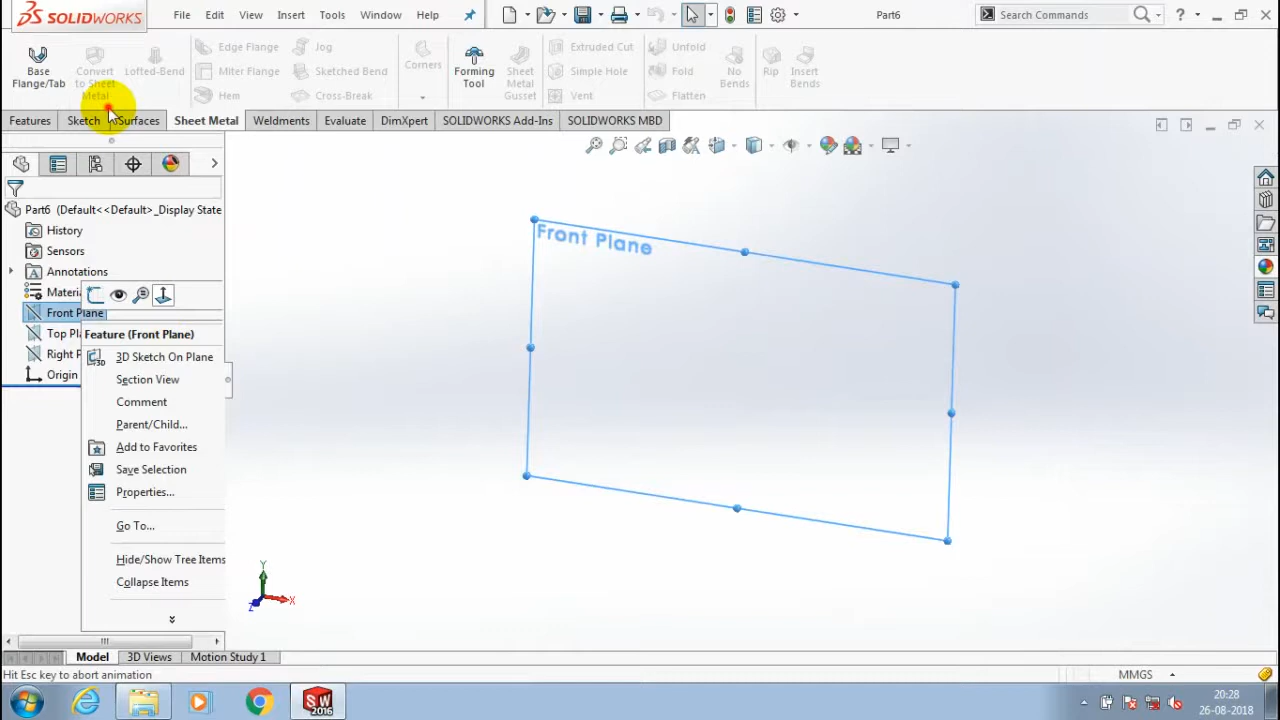 SOLIDWORKS File Edit View Insert Tools Window Help Part6 Search Commands ?
Base Flange/Tab
Convert to Sheet Metal
Lofted-Bend
Edge Flange
Miter Flange
Hem
Jog
Sketched Bend
Cross-Break
Corners
Forming Tool
Sheet Metal Gusset
Extruded Cut
Simple Hole
Vent
Unfold
Fold
Flatten
No Bends
Rip
Insert Bends
Features Sketch Surfaces Sheet Metal Weldments Evaluate DimXpert SOLIDWORKS Add-Ins SOLIDWORKS MBD
Part6 (Default<<Default>_Display State
History
Sensors
Annotations
Materi
Front Plane
Top Pl
Right P
Origin
Feature (Front Plane)
3D Sketch On Plane
Section View
Comment
Parent/Child...
Add to Favorites
Save Selection
Properties...
Go To...
Hide/Show Tree Items
Collapse Items
Front Plane
Y
X
Z
Model 3D Views Motion Study 1
Hit Esc key to abort animation MMGS
SW 2016
20:28
26-08-2018